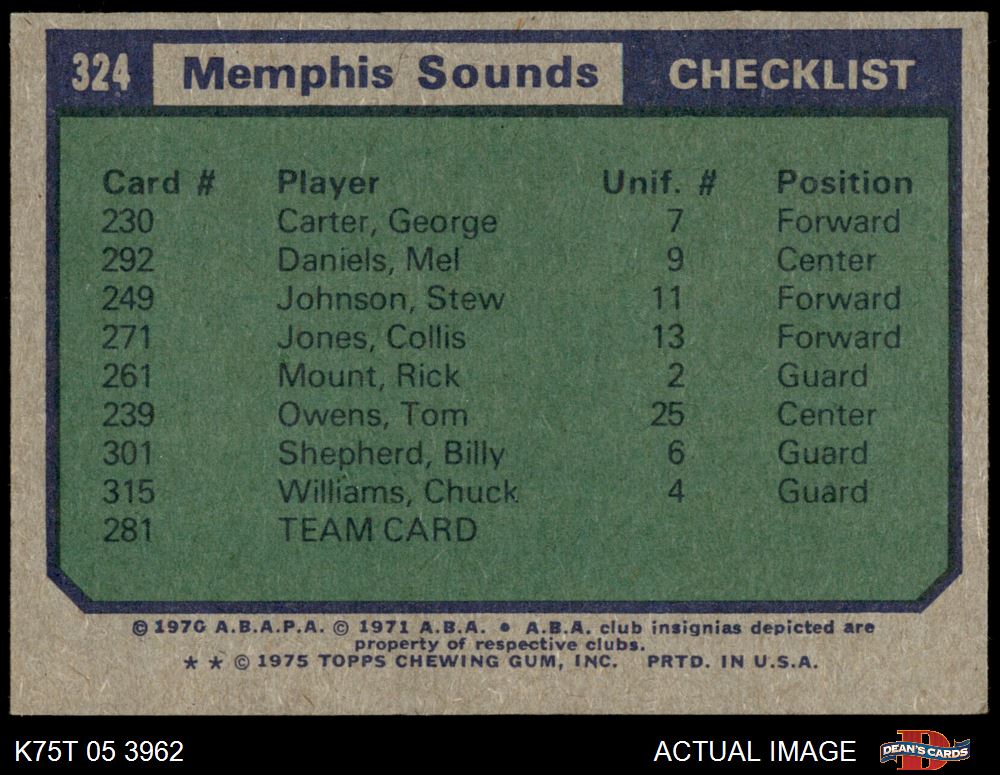 324 Memphis Sounds CHECKLIST
Card # Player Unif. # Position
230 Carter, George 7 Forward
292 Daniels, Mel 9 Center
249 Johnson, Stew 11 Forward
271 Jones, Collis 13 Forward
261 Mount, Rick 2 Guard
239 Owens, Tom 25 Center
301 Shepherd, Billy 6 Guard
315 Williams, Chuck 4 Guard
281 TEAM CARD
© 1970 A.B.A.P.A. © 1971 A.B.A. • A.B.A. club insignias depicted are
property of respective clubs.
* * © 1975 TOPPS CHEWING GUM, INC. PRTD. IN U.S.A.
K75T 05 3962 ACTUAL IMAGE DEAN'S CARDS